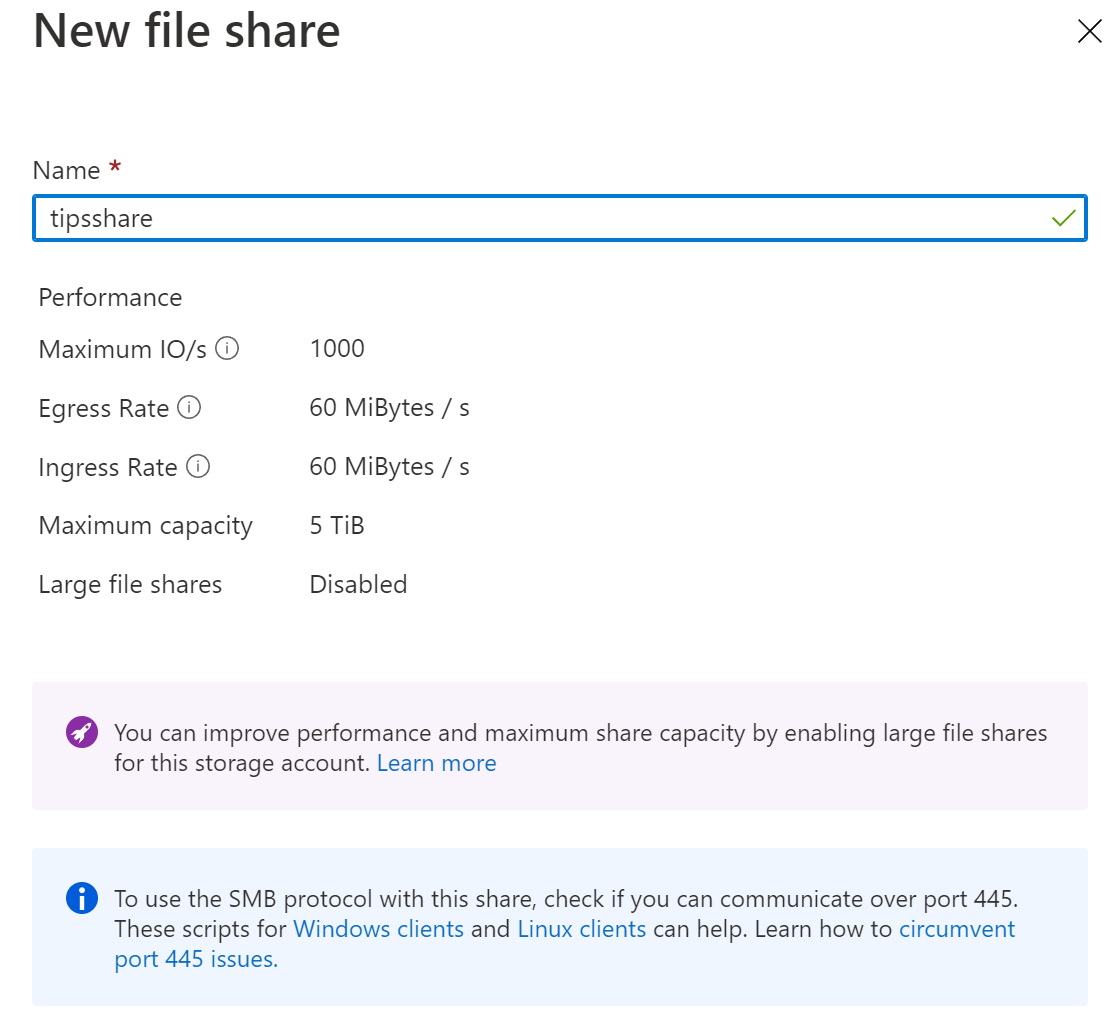 New file share
Name *
tipsshare
Performance
Maximum IO/s 1000
Egress Rate 60 MiBytes / s
Ingress Rate 60 MiBytes / s
Maximum capacity 5 TiB
Large file shares Disabled
You can improve performance and maximum share capacity by enabling large file shares
for this storage account. Learn more
To use the SMB protocol with this share, check if you can communicate over port 445.
These scripts for Windows clients and Linux clients can help. Learn how to circumvent
port 445 issues.